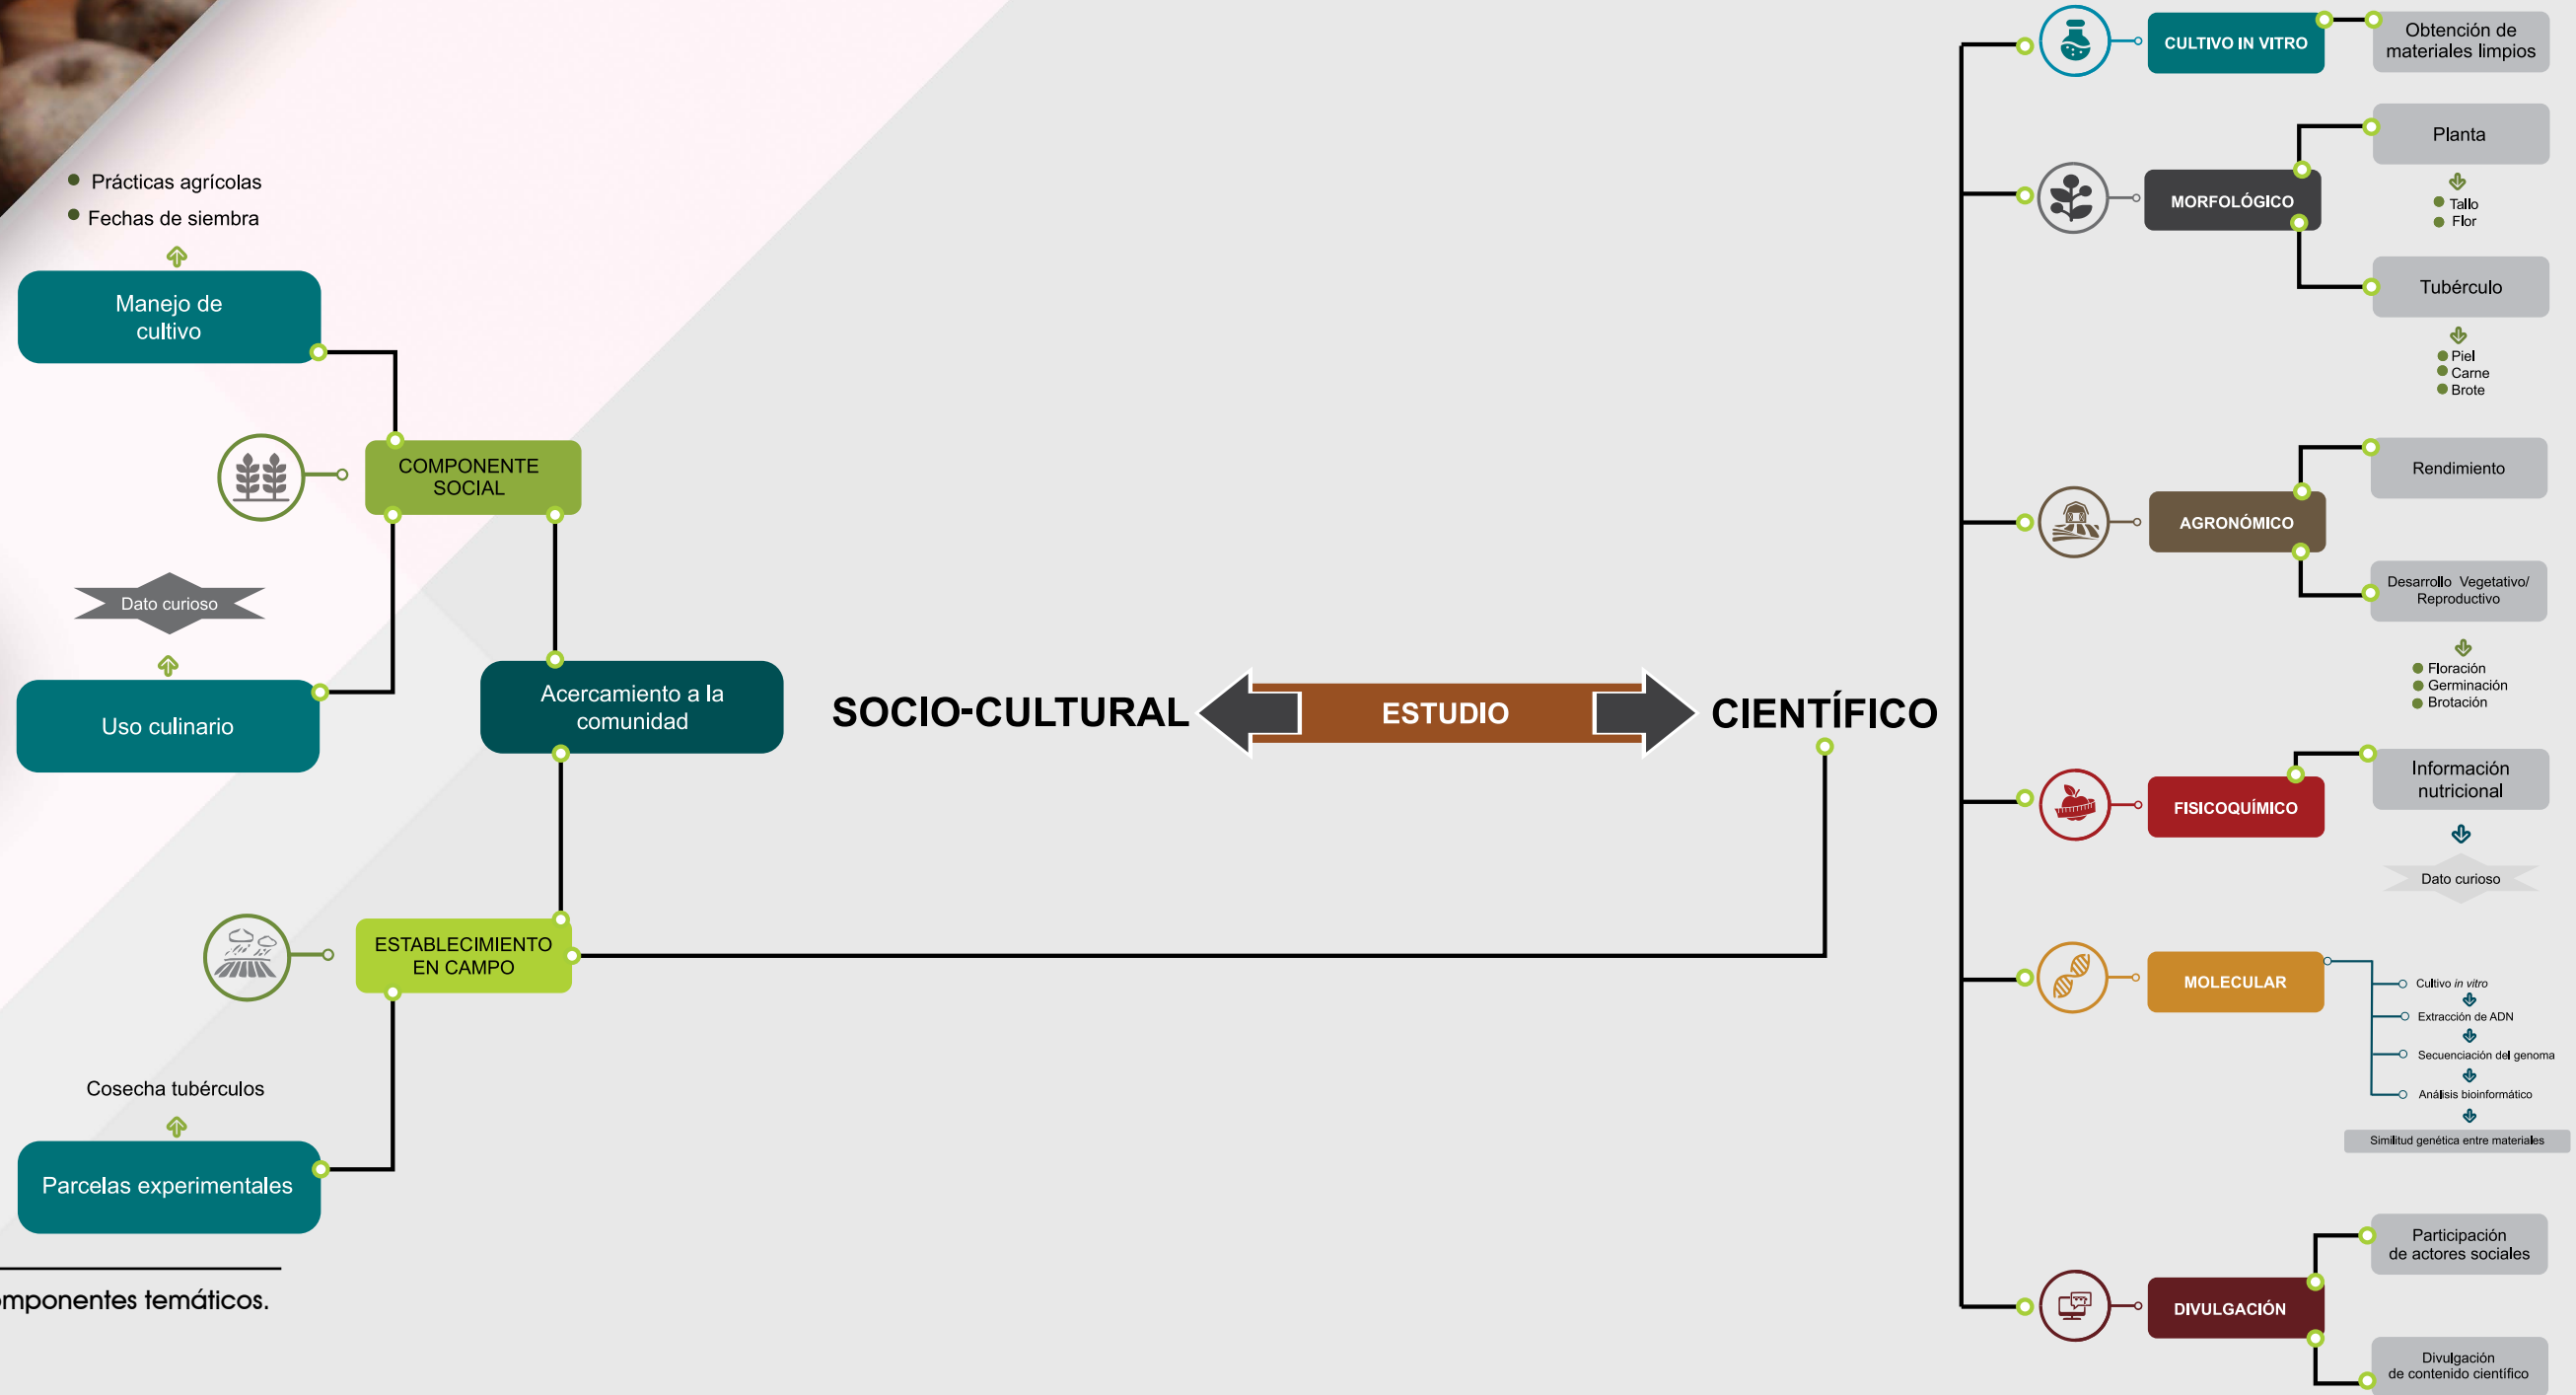 Prácticas agrícolas
Fechas de siembra
Manejo de
cultivo
COMPONENTE
SOCIAL
Dato curioso
Uso culinario
Acercamiento a la
comunidad
ESTABLECIMIENTO
EN CAMPO
Cosecha tubérculos
Parcelas experimentales
omponentes temáticos.
SOCIO-CULTURAL
ESTUDIO
CIENTÍFICO
CULTIVO IN VITRO
Obtención de
materiales limpios
MORFOLÓGICO
Planta
Tallo
Flor
Tubérculo
Piel
Carne
Brote
AGRONÓMICO
Rendimiento
Desarrollo Vegetativo/
Reproductivo
Floración
Germinación
Brotación
FISICOQUÍMICO
Información
nutricional
Dato curioso
MOLECULAR
Cultivo in vitro
Extracción de ADN
Secuenciación del genoma
Análisis bioinformático
Similitud genética entre materiales
DIVULGACIÓN
Participación
de actores sociales
Divulgación
de contenido científico